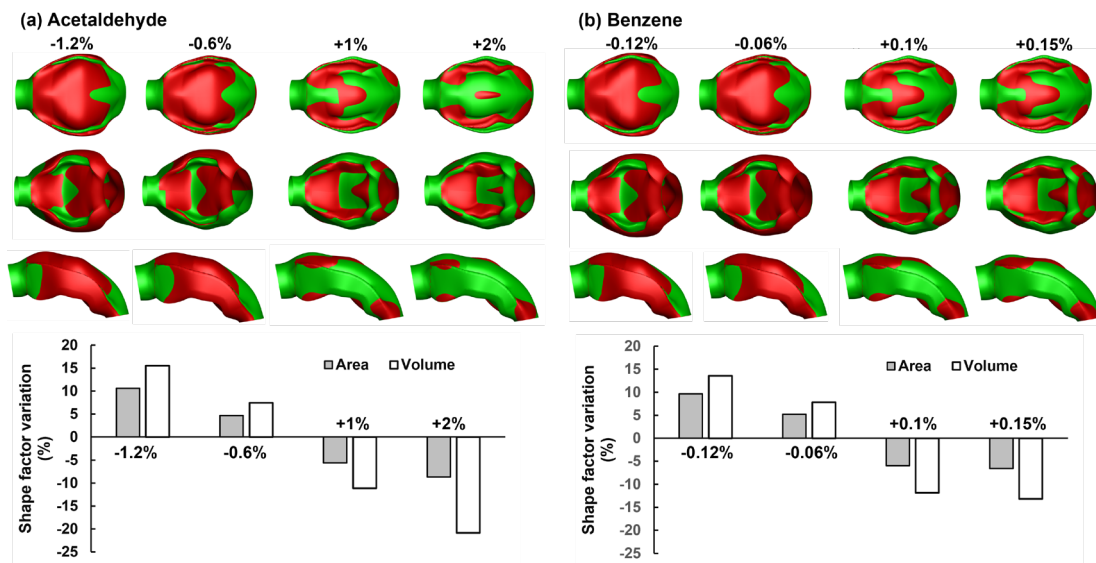 (a) Acetaldehyde
-1.2% -0.6% +1% +2%
Shape factor variation
(%)
20
15
10
5
0
-5
-10
-15
-20
-25
Area Volume
-1.2% -0.6% +1% +2%
(b) Benzene
-0.12% -0.06% +0.1% +0.15%
Shape factor variation
(%)
20
15
10
5
0
-5
-10
-15
-20
-25
Area Volume
-0.12% -0.06% +0.1% +0.15%